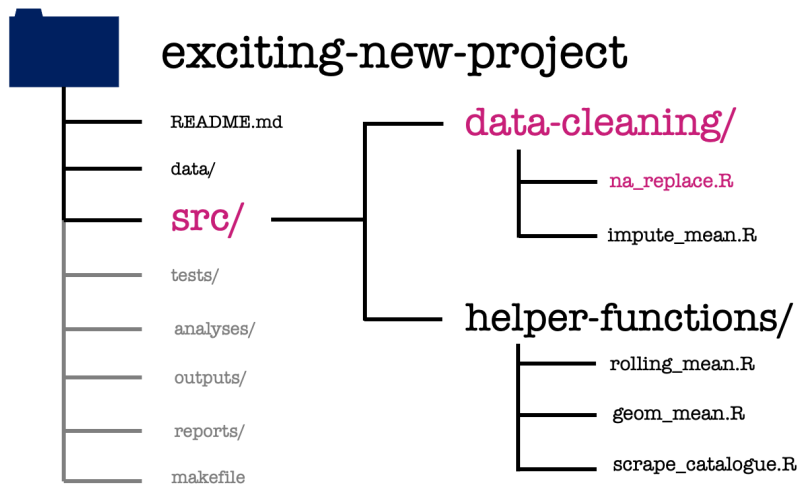 exciting-new-project
README.md
data/
src/
tests/
analyses/
outputs/
reports/
makefile
data-cleaning/
na_replace.R
impute_mean.R
helper-functions/
rolling_mean.R
geom_mean.R
scrape_catalogue.R